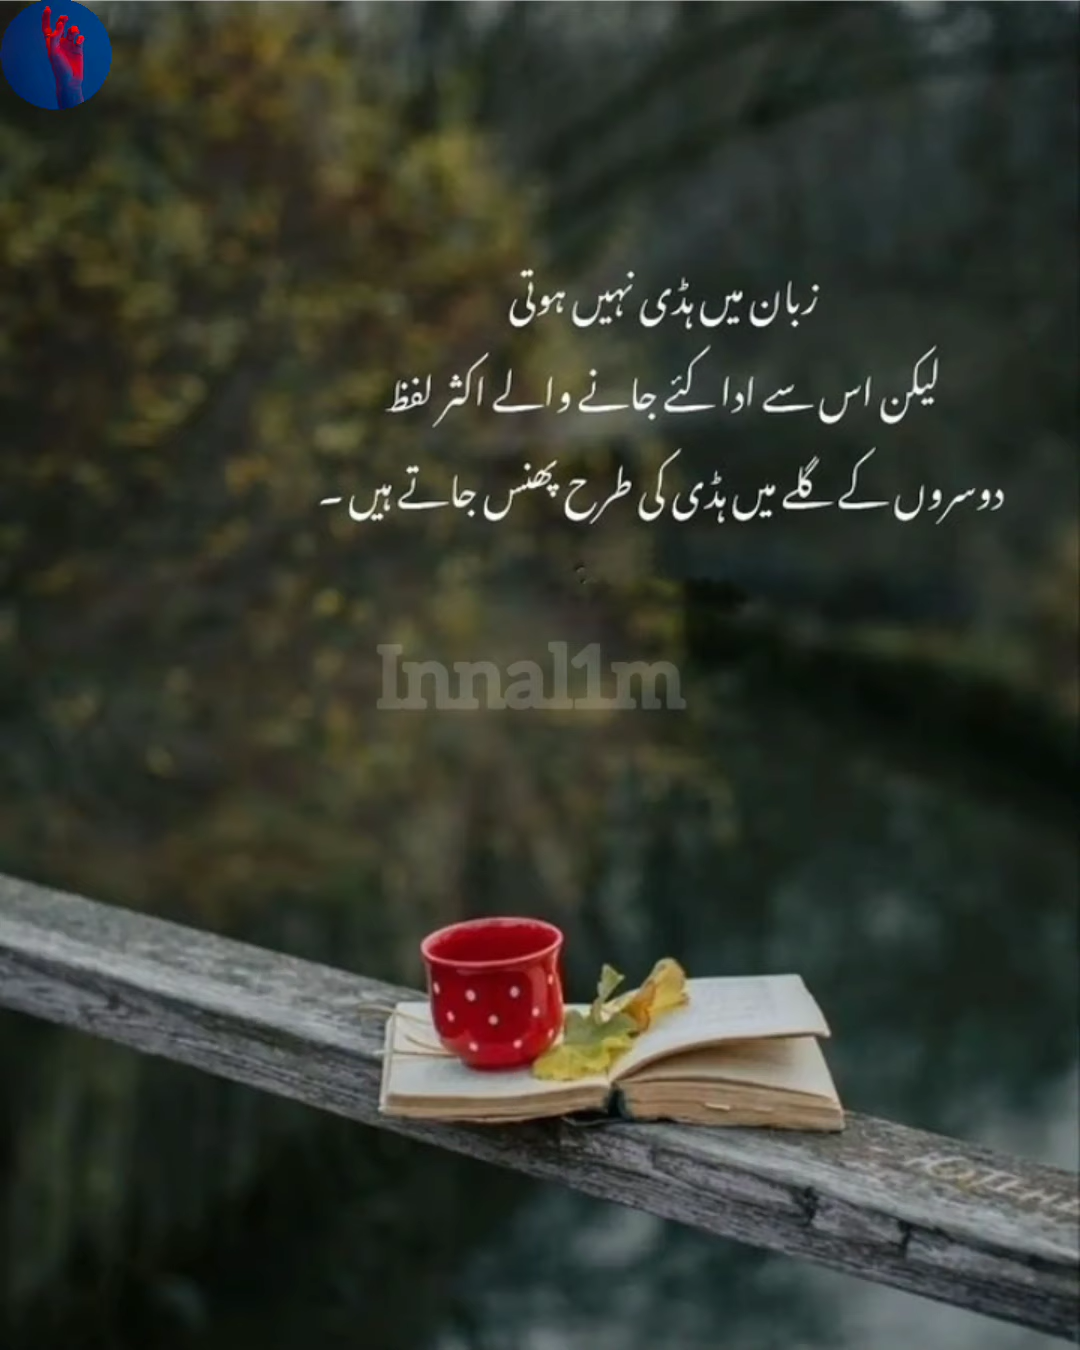 زبان میں ہڈی نہیں ہوتی
لیکن اس سے ادا کئے جانے والے اکثر لفظ
دوسروں کے گلے میں ہڈی کی طرح پھنس جاتے ہیں ۔
Innal1m